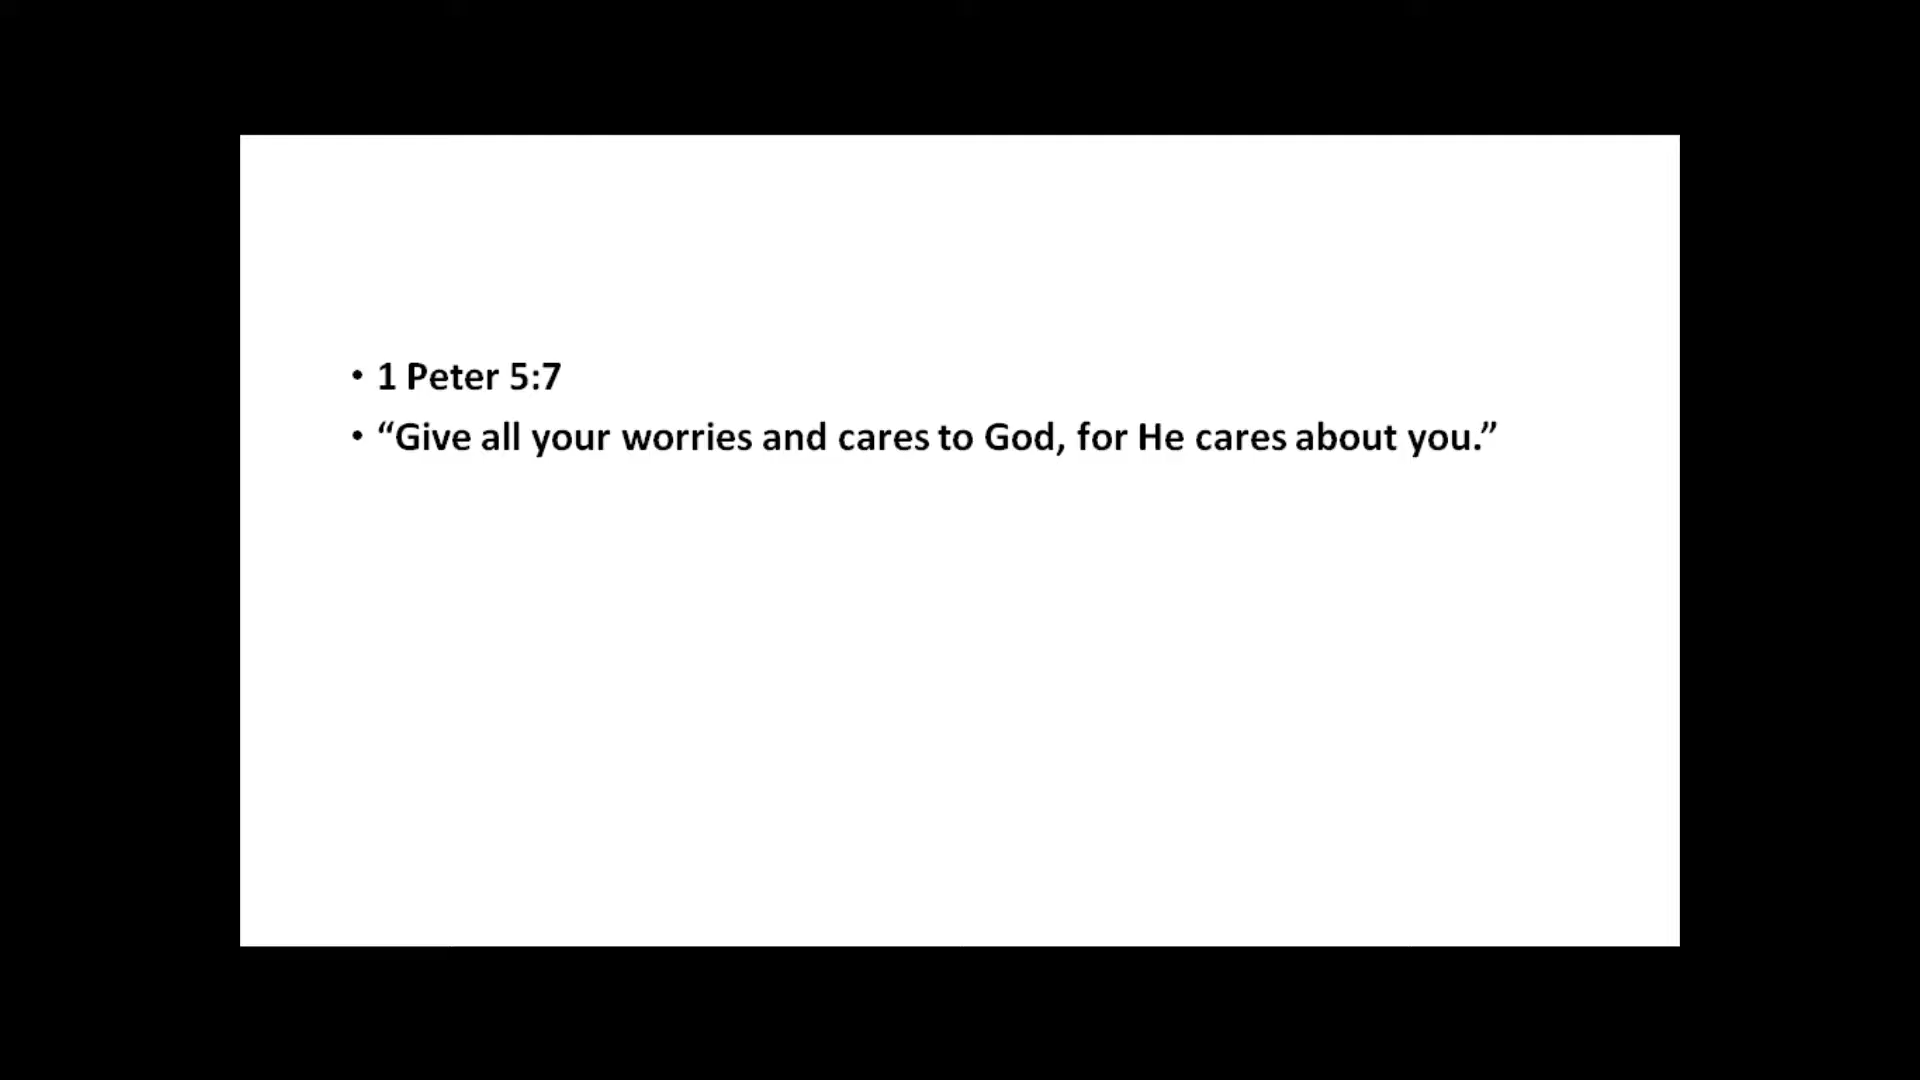 • 1 Peter 5:7
• “Give all your worries and cares to God, for He cares about you.”